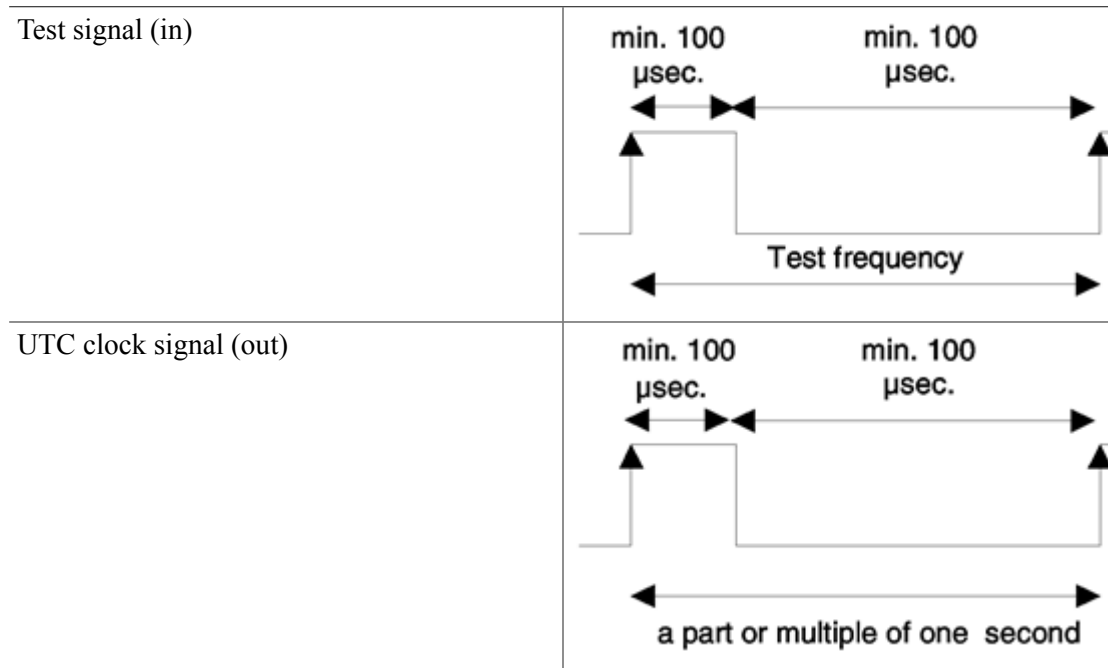 Test signal (in)
min. 100 min. 100
µsec. µsec.
Test frequency
UTC clock signal (out)
min. 100 min. 100
µsec. µsec.
a part or multiple of one second